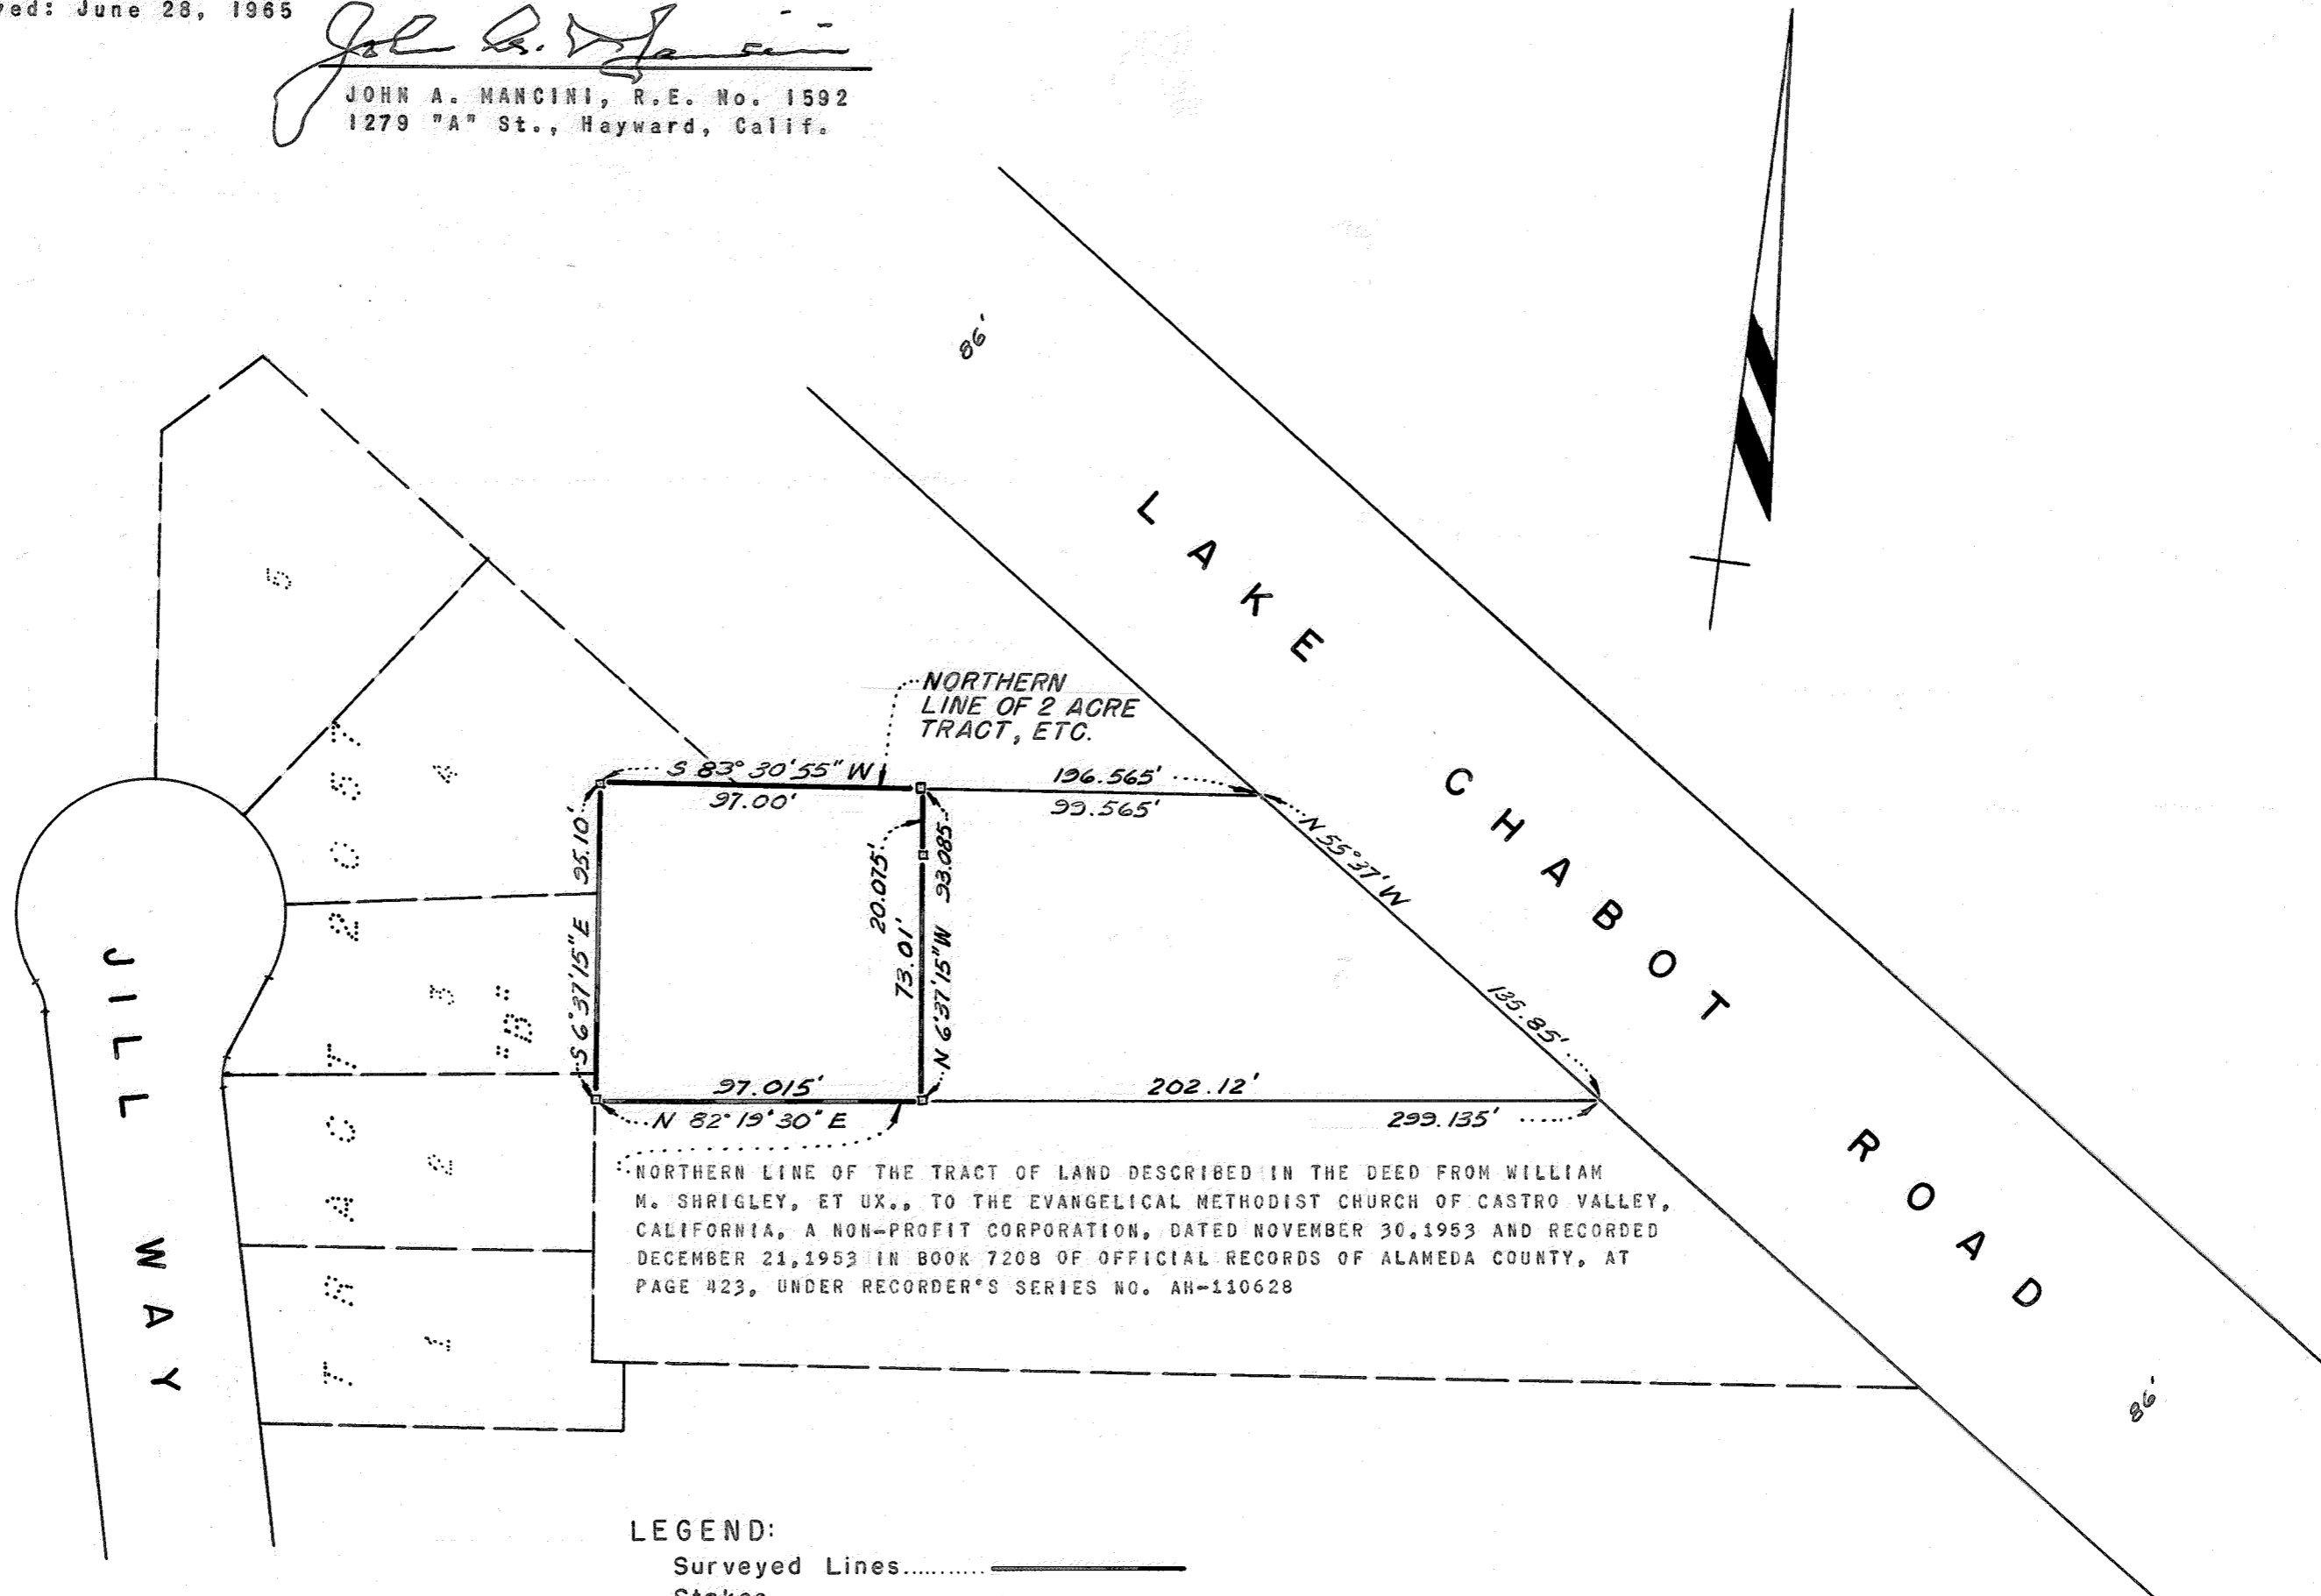 ved: June 28, 1965
John A. Mancini
JOHN A. MANCINI, R.E. No. 1592
1279 "A" St., Hayward, Calif.
86'
LAKE CHABOT ROAD
5
NORTHERN
LINE OF 2 ACRE
TRACT, ETC.
4
S 83° 30' 55" W
97.00'
196.565'
99.565'
N 55° 37' W
135.85'
95.10'
S 6° 37' 15" E
20.075'
73.01'
93.085
N 6° 37' 15" W
TRACT 2057
3
"B"
2
1
JILL WAY
97.015'
N 82° 19' 30" E
202.12'
299.135'
NORTHERN LINE OF THE TRACT OF LAND DESCRIBED IN THE DEED FROM WILLIAM
M. SHRIGLEY, ET UX., TO THE EVANGELICAL METHODIST CHURCH OF CASTRO VALLEY,
CALIFORNIA, A NON-PROFIT CORPORATION, DATED NOVEMBER 30,1953 AND RECORDED
DECEMBER 21,1953 IN BOOK 7208 OF OFFICIAL RECORDS OF ALAMEDA COUNTY, AT
PAGE 423, UNDER RECORDER'S SERIES NO. AH-110628
86'
LEGEND:
Surveyed Lines..........
Stakes